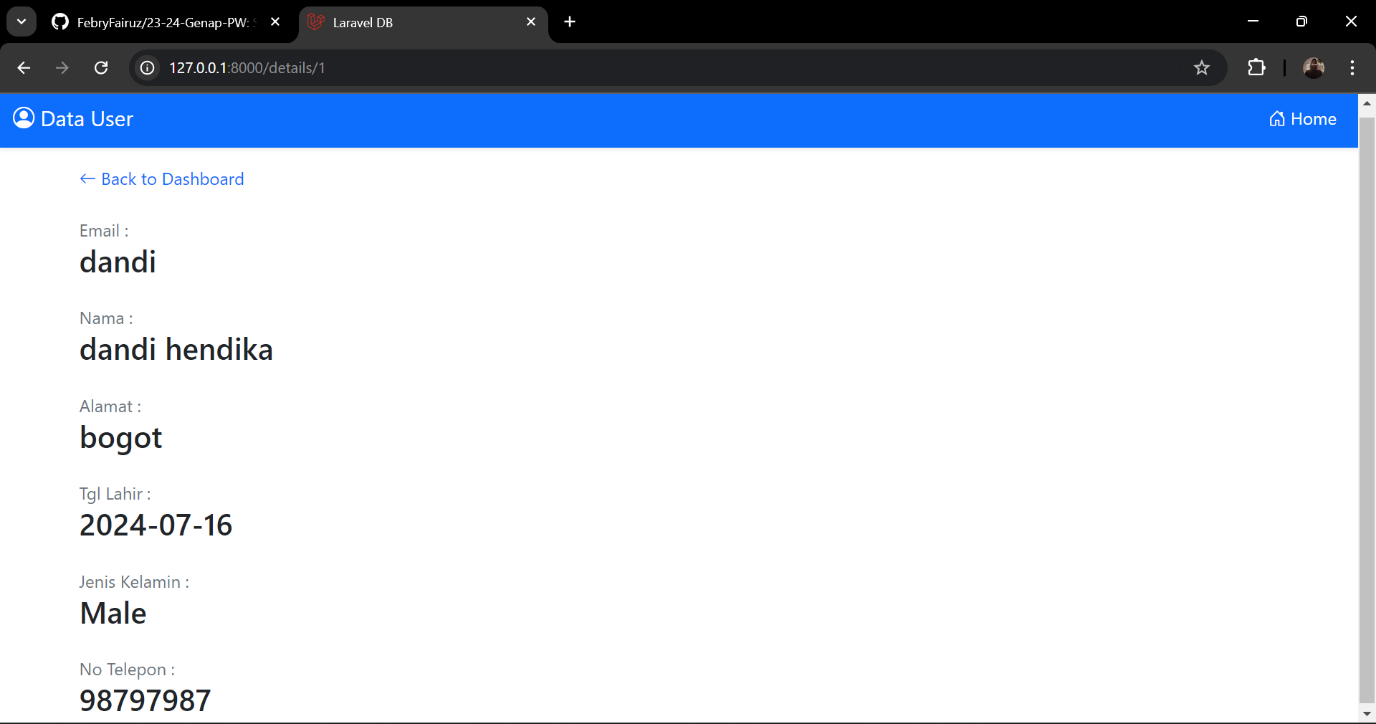 FebryFairuz/23-24-Genap-PW:
Laravel DB
127.0.0.1:8000/details/1
Data User
Home
← Back to Dashboard
Email :
dandi
Nama :
dandi hendika
Alamat :
bogot
Tgl Lahir :
2024-07-16
Jenis Kelamin :
Male
No Telepon :
98797987